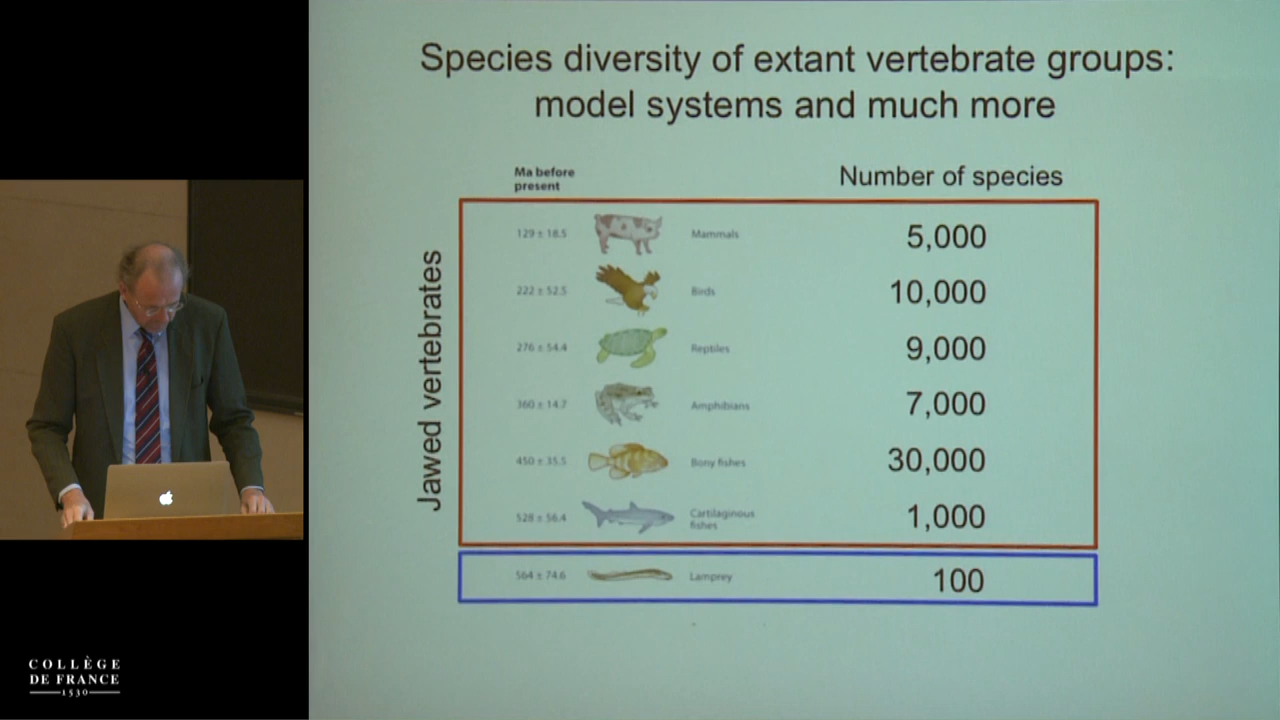 Species diversity of extant vertebrate groups:
model systems and much more
Ma before
present
Number of species
Jawed vertebrates
129 ± 18.5 Mammals 5,000
222 ± 52.5 Birds 10,000
276 ± 54.4 Reptiles 9,000
360 ± 14.7 Amphibians 7,000
450 ± 35.5 Bony fishes 30,000
528 ± 56.4 Cartilaginous
fishes 1,000
564 ± 74.6 Lamprey 100
COLLÈGE
DE FRANCE
1530